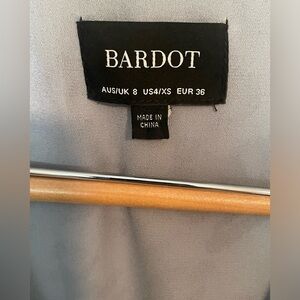 BARDOT
AUS/UK 8 US4/XS EUR 36
MADE IN
CHINA